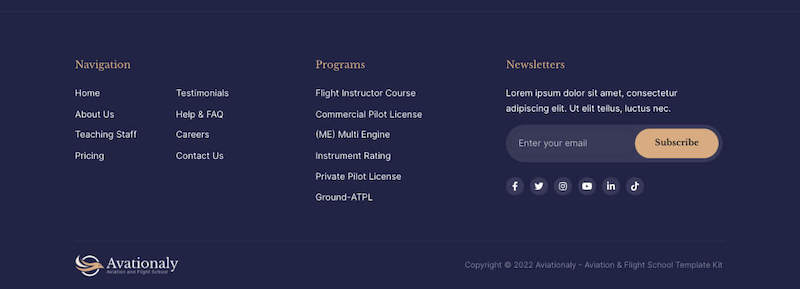 Navigation
Home
About Us
Teaching Staff
Pricing
Testimonials
Help & FAQ
Careers
Contact Us
Programs
Flight Instructor Course
Commercial Pilot License
(ME) Multi Engine
Instrument Rating
Private Pilot License
Ground-ATPL
Newsletters
Lorem ipsum dolor sit amet, consectetur
adipiscing elit. Ut elit tellus, luctus nec.
Enter your email
Subscribe
Avationaly
Aviation and Flight School
Copyright © 2022 Aviationaly – Aviation & Flight School Template Kit